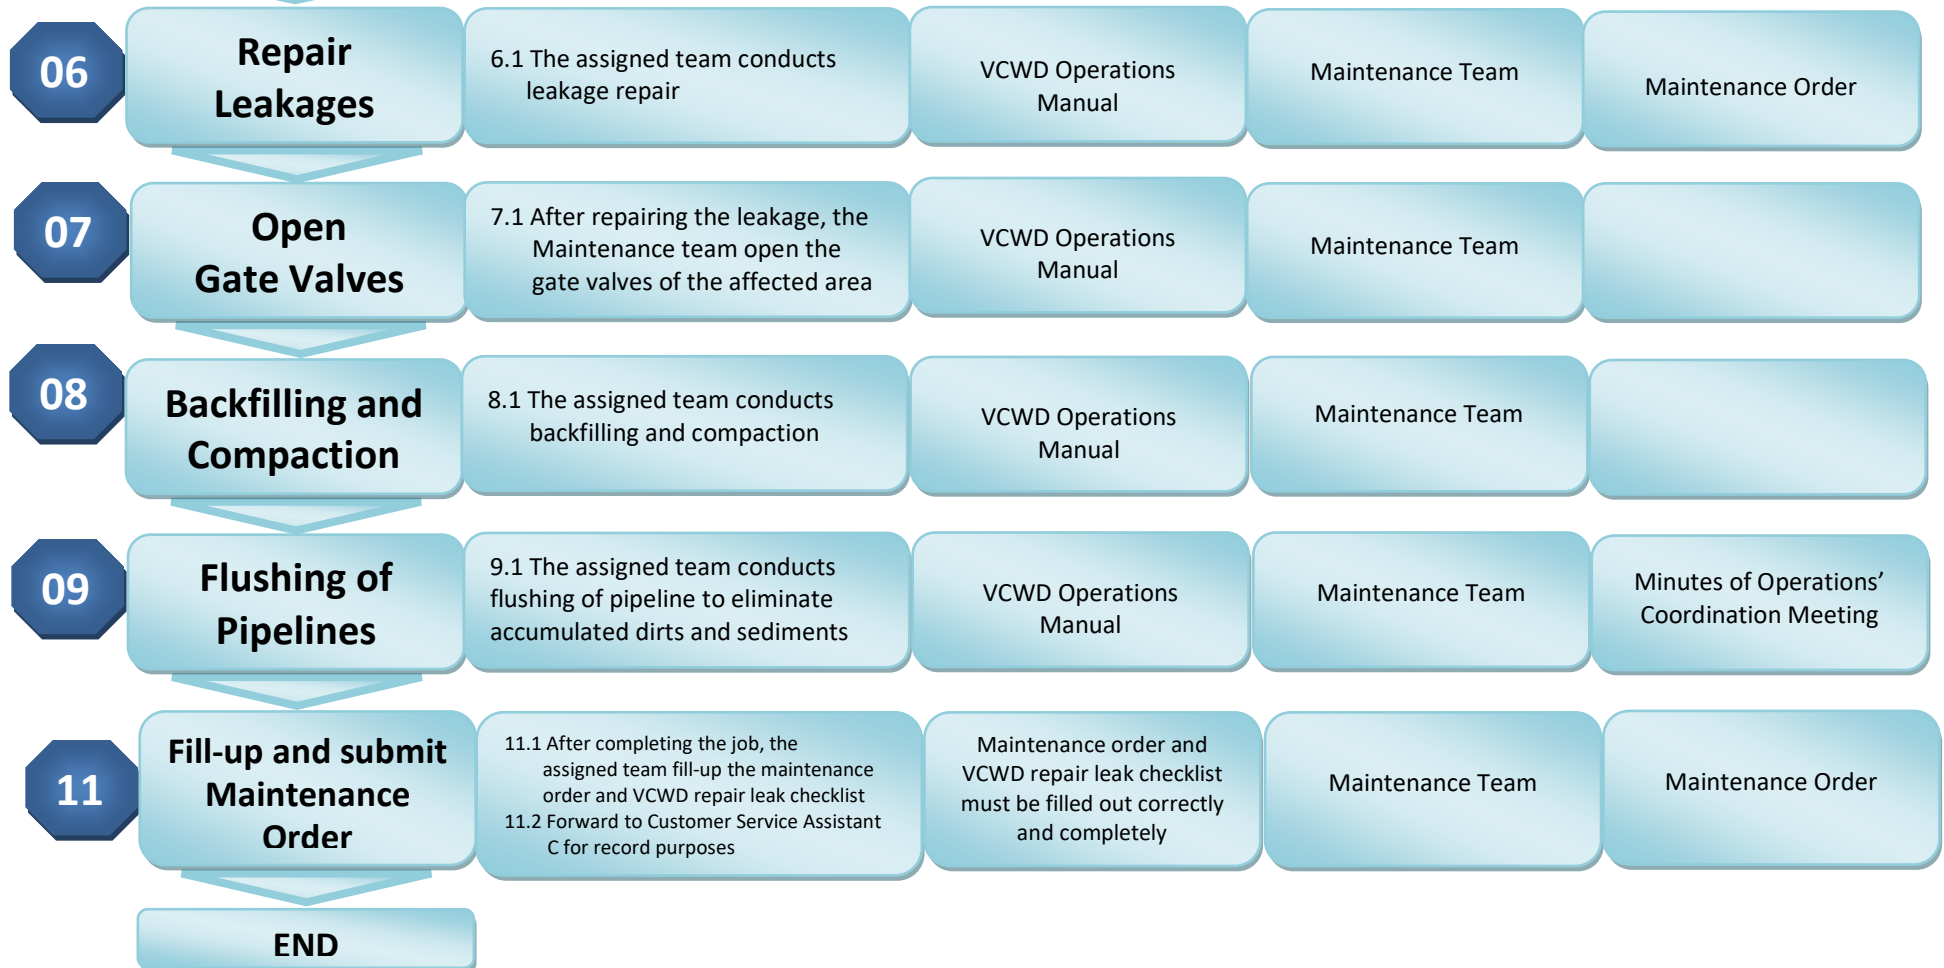 06
Repair
Leakages
6.1 The assigned team conducts
leakage repair
VCWD Operations
Manual
Maintenance Team
Maintenance Order
07
Open
Gate Valves
7.1 After repairing the leakage, the
Maintenance team open the
gate valves of the affected area
VCWD Operations
Manual
Maintenance Team
08
Backfilling and
Compaction
8.1 The assigned team conducts
backfilling and compaction
VCWD Operations
Manual
Maintenance Team
09
Flushing of
Pipelines
9.1 The assigned team conducts
flushing of pipeline to eliminate
accumulated dirts and sediments
VCWD Operations
Manual
Maintenance Team
Minutes of Operations’
Coordination Meeting
11
Fill-up and submit
Maintenance
Order
11.1 After completing the job, the
assigned team fill-up the maintenance
order and VCWD repair leak checklist
11.2 Forward to Customer Service Assistant
C for record purposes
Maintenance order and
VCWD repair leak checklist
must be filled out correctly
and completely
Maintenance Team
Maintenance Order
END